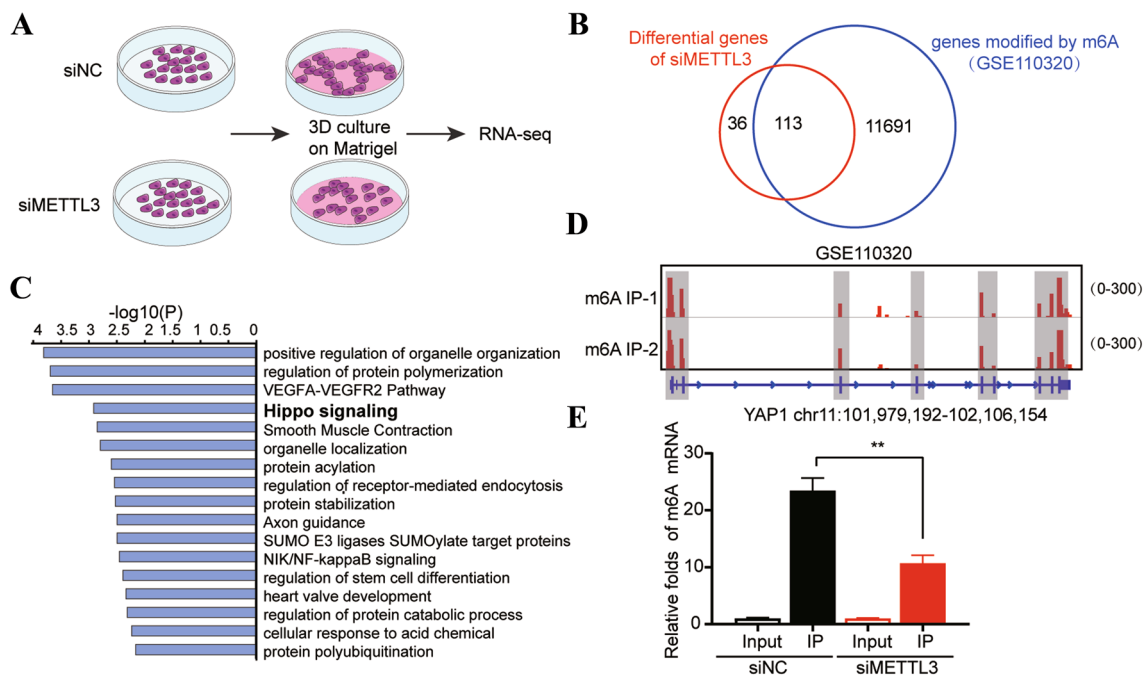 A
siNC
siMETTL3
3D culture
on Matrigel
RNA-seq
B
Differential genes
of siMETTL3
genes modified by m6A
(GSE110320)
36
113
11691
C
-log10(P)
4 3.5 3 2.5 2 1.5 1 0.5 0
positive regulation of organelle organization
regulation of protein polymerization
VEGFA-VEGFR2 Pathway
Hippo signaling
Smooth Muscle Contraction
organelle localization
protein acylation
regulation of receptor-mediated endocytosis
protein stabilization
Axon guidance
SUMO E3 ligases SUMOylate target proteins
NIK/NF-kappaB signaling
regulation of stem cell differentiation
heart valve development
regulation of protein catabolic process
cellular response to acid chemical
protein polyubiquitination
D
GSE110320
m6A IP-1
(0-300)
m6A IP-2
(0-300)
YAP1 chr11:101,979,192-102,106,154
E
Relative folds of m6A mRNA
30
20
10
0
**
Input IP Input IP
siNC siMETTL3